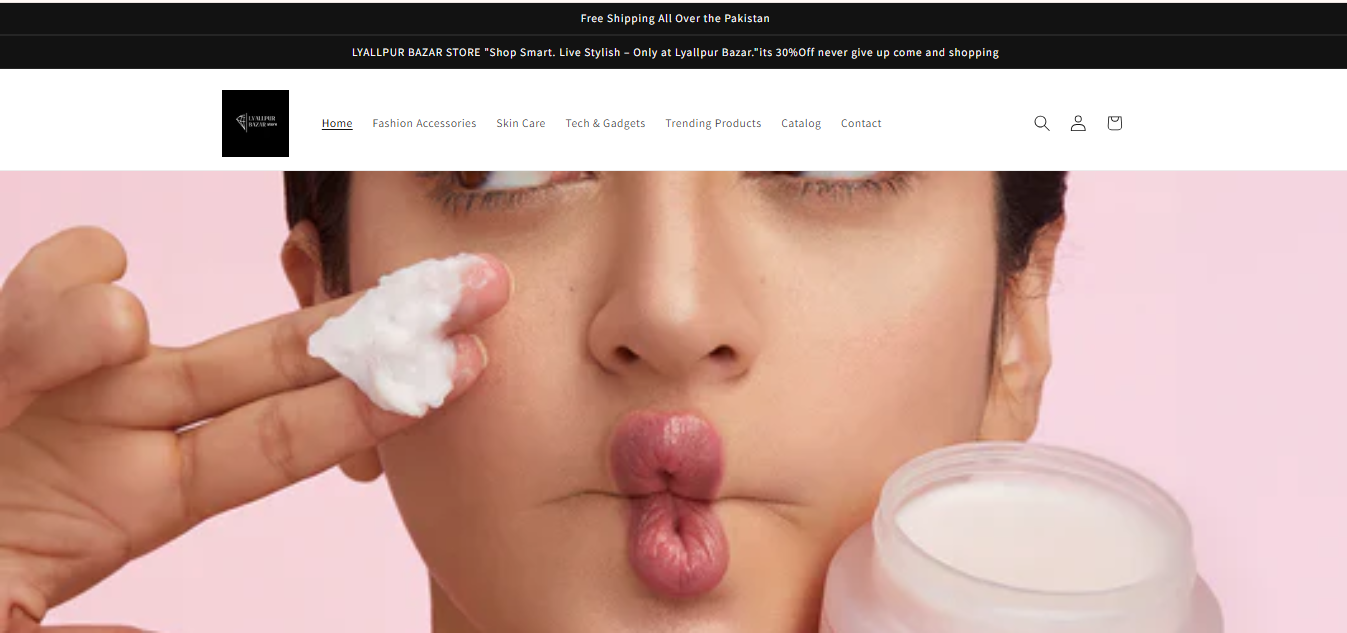 Free Shipping All Over the Pakistan
LYALLPUR BAZAR STORE "Shop Smart. Live Stylish – Only at Lyallpur Bazar."its 30%Off never give up come and shopping
LYALLPUR
BAZAR store
Home Fashion Accessories Skin Care Tech & Gadgets Trending Products Catalog Contact